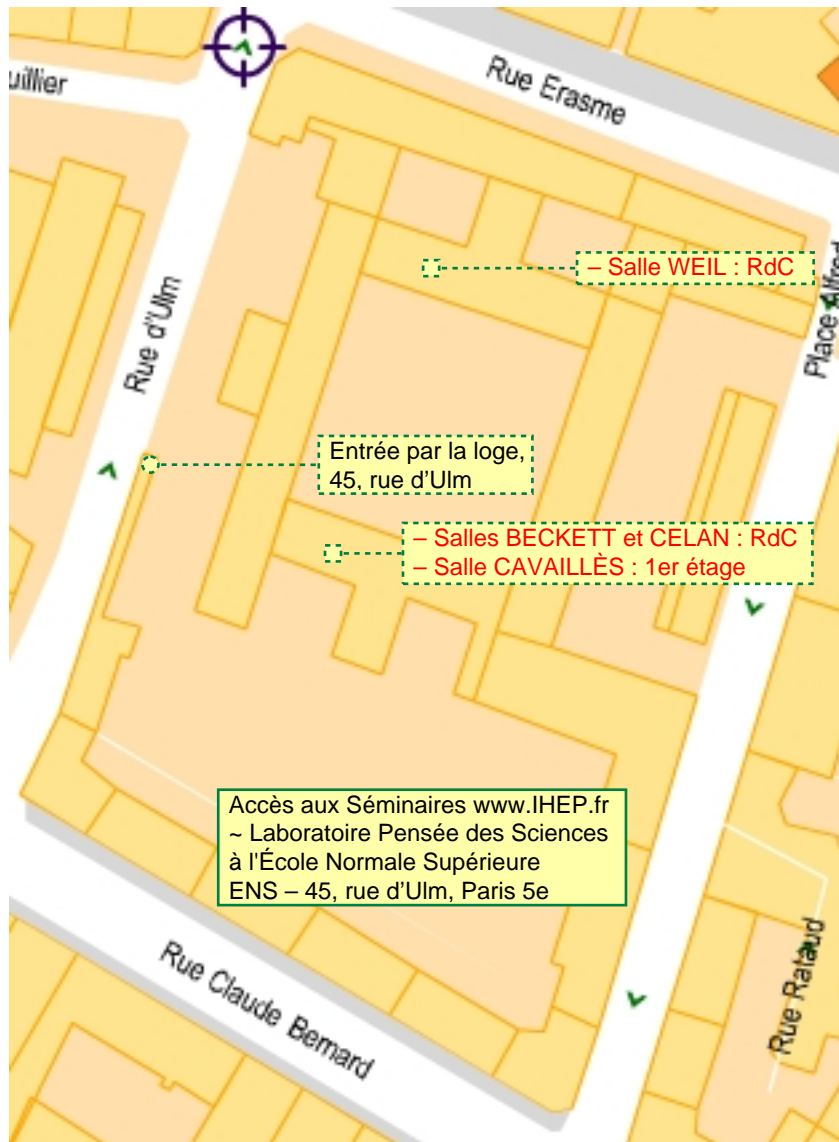 uillier
Rue Erasme
Place Alfred
– Salle WEIL : RdC
Rue d'Ulm
Entrée par la loge,
45, rue d'Ulm
– Salles BECKETT et CELAN : RdC
– Salle CAVAILLÈS : 1er étage
Accès aux Séminaires www.IHEP.fr
~ Laboratoire Pensée des Sciences
à l'École Normale Supérieure
ENS – 45, rue d'Ulm, Paris 5e
Rue Claude Bernard
Rue Rataud